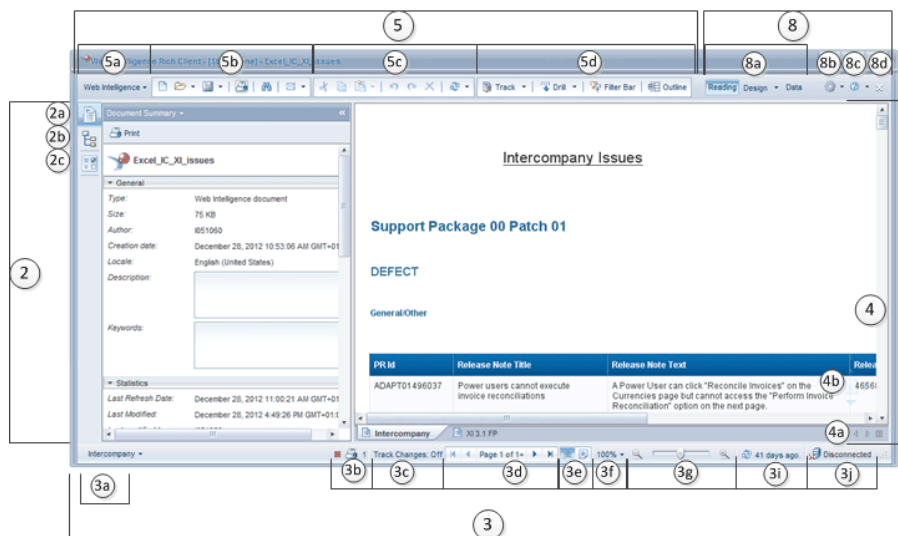 5
8
5a
5b
5c
5d
8a
8b
8c
8d
Web Intelligence Rich Client - [Standalone] - Excel_IC_XI_issues
Web Intelligence
Track
Drill
Filter Bar
Outline
Reading
Design
Data
2a
2b
2c
2
Document Summary
Print
Excel_IC_XI_issues
General
Type: Web Intelligence document
Size: 75 KB
Author: I051060
Creation date: December 28, 2012 10:53:06 AM GMT+01
Locale: English (United States)
Description:
Keywords:
Statistics
Last Refresh Date: December 28, 2012 11:00:21 AM GMT+
Last Modified: December 28, 2012 4:49:26 PM GMT+01:
Intercompany Issues
Support Package 00 Patch 01
DEFECT
General/Other
4
PR Id
Release Note Title
Release Note Text
Relea
ADAPT01496037
Power users cannot execute
invoice reconciliations
A Power User can click "Reconcile Invoices" on the
Currencies page but cannot access the "Perform Invoice
Reconciliation" option on the next page.
4b
Intercompany
XI 3.1 FP
4a
Intercompany
1
Track Changes: Off
Page 1 of 1+
100%
41 days ago.
Disconnected
3a
3b
3c
3d
3e
3f
3g
3i
3j
3